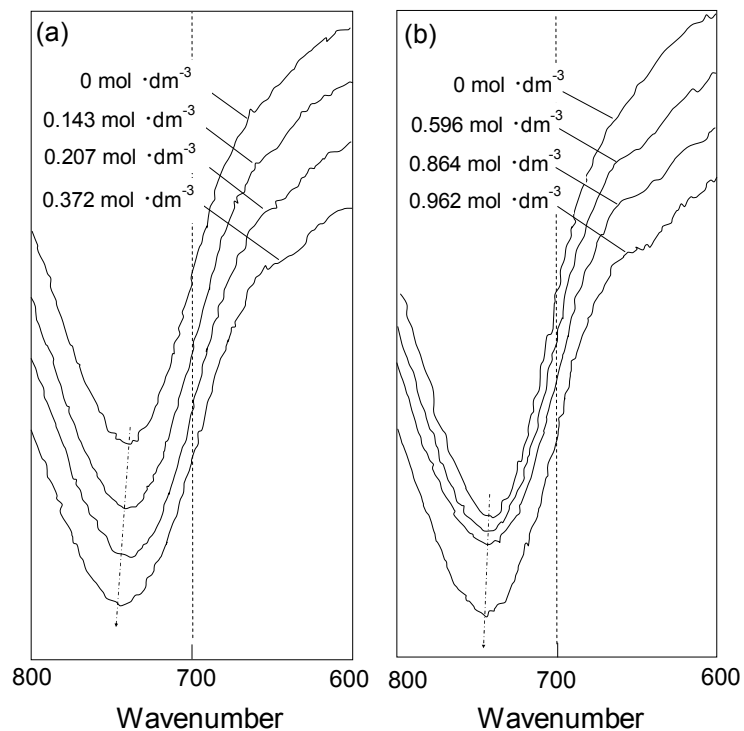 (a)
0 mol ·dm-3
0.143 mol ·dm-3
0.207 mol ·dm-3
0.372 mol ·dm-3
800
700
600
Wavenumber
(b)
0 mol ·dm-3
0.596 mol ·dm-3
0.864 mol ·dm-3
0.962 mol ·dm-3
800
700
600
Wavenumber